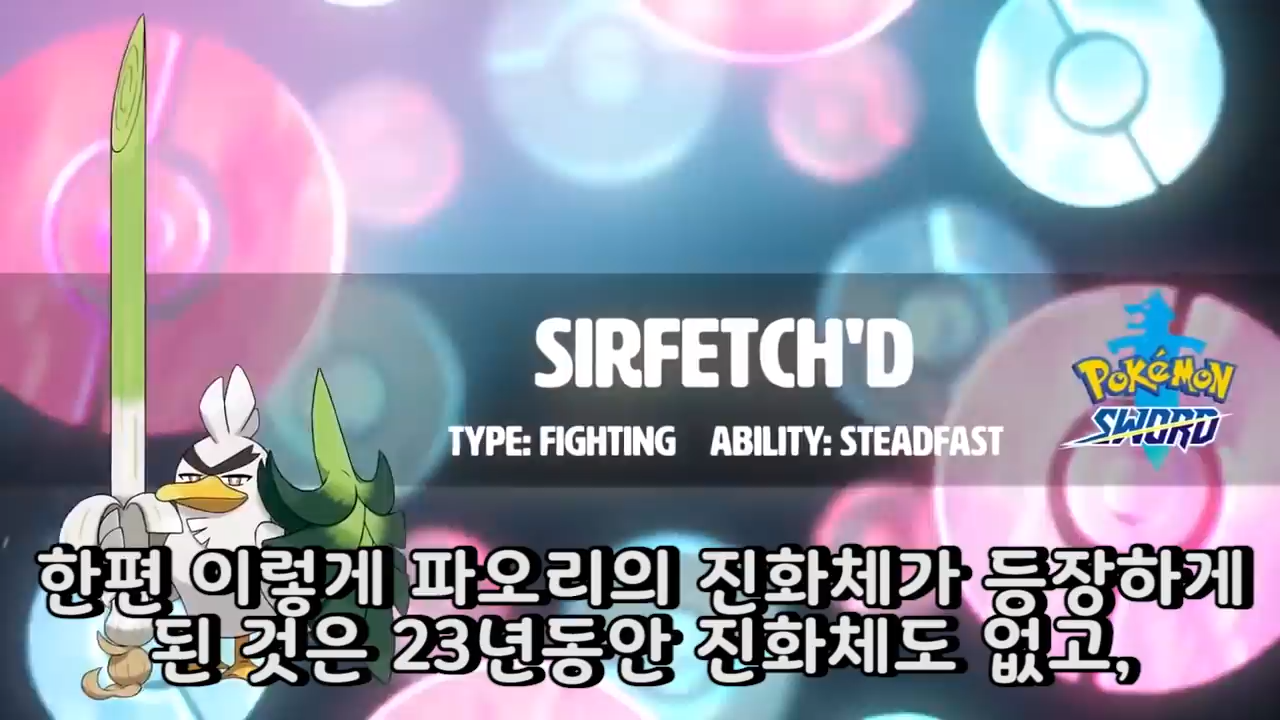 SIRFETCH'D
TYPE: FIGHTING ABILITY: STEADFAST
POKéMON
SWORD
한편 이렇게 파오리의 진화체가 등장하게
된 것은 23년동안 진화체도 없고,